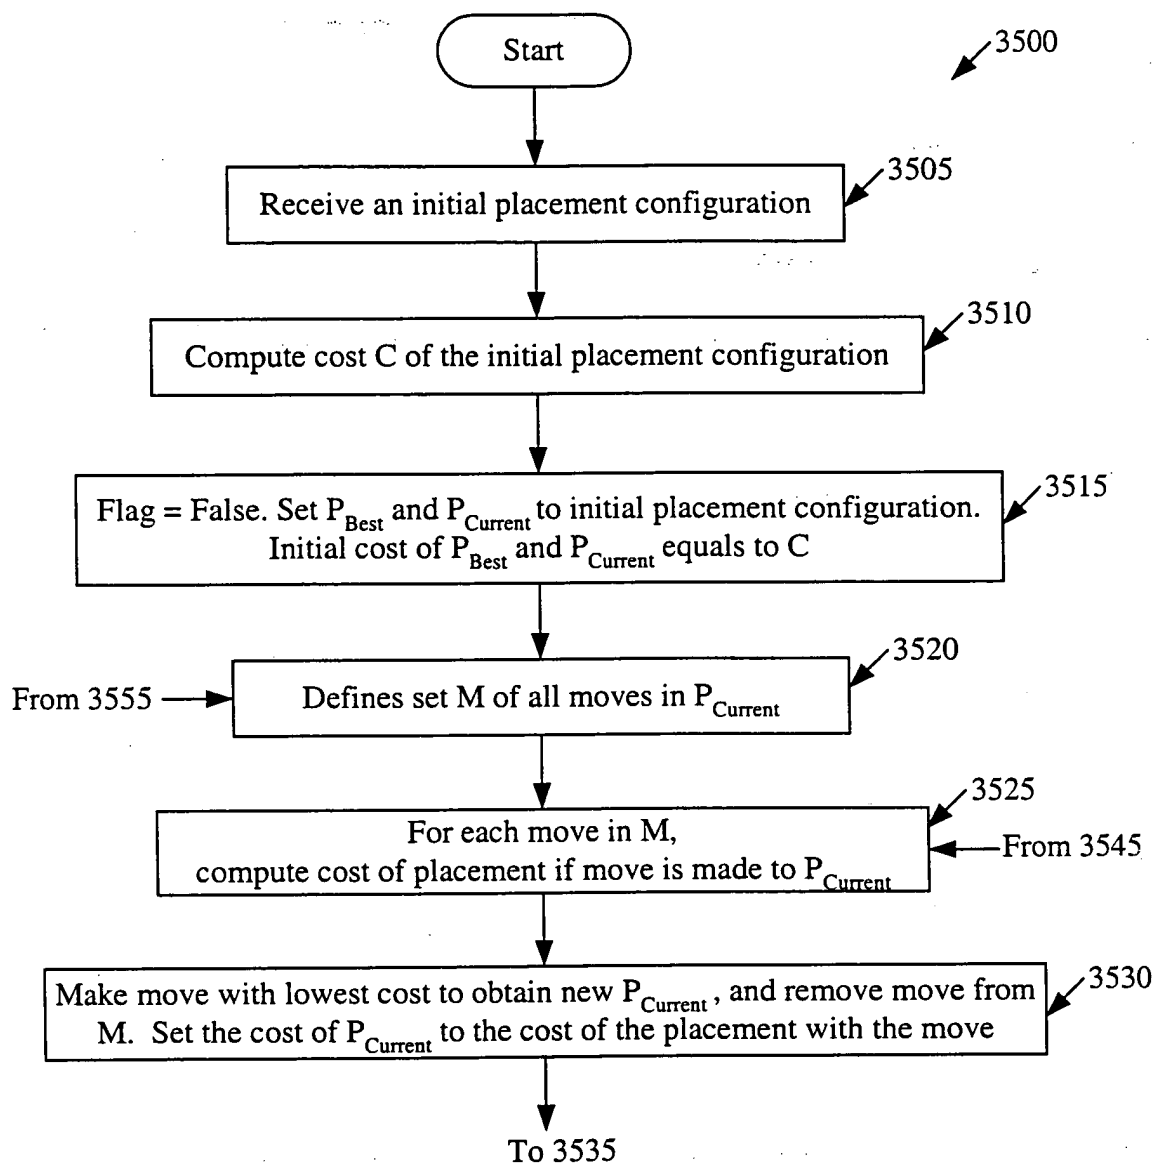 Start
3500
Receive an initial placement configuration
3505
Compute cost C of the initial placement configuration
3510
Flag = False. Set P_Best and P_Current to initial placement configuration.
Initial cost of P_Best and P_Current equals to C
3515
From 3555
Defines set M of all moves in P_Current
3520
For each move in M,
compute cost of placement if move is made to P_Current
3525
From 3545
Make move with lowest cost to obtain new P_Current, and remove move from
M. Set the cost of P_Current to the cost of the placement with the move
3530
To 3535